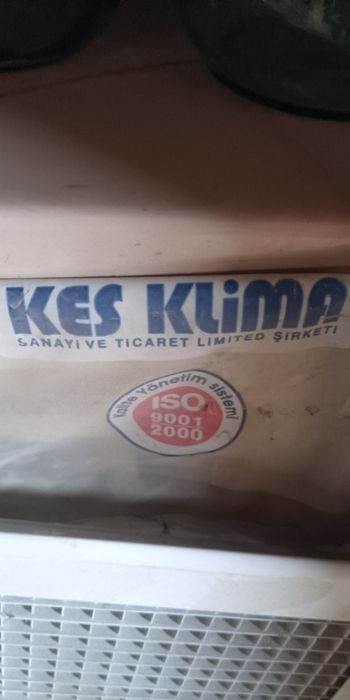 KES KLiMA
SANAYi VE TiCARET LIMITED ŞiRKETi
Kalite Yönetim sistemi
ISO
9001
2000